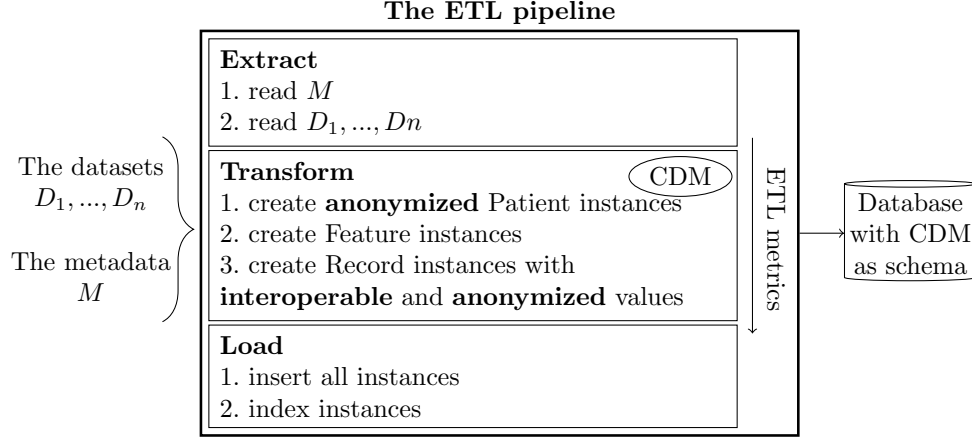 The ETL pipeline
The datasets
D₁, ..., Dₙ
The metadada
M
Extract
1. read M
2. read D₁, ..., Dn
Transform
CDM
1. create anonymized Patient instances
2. create Feature instances
3. create Record instances with
interoperable and anonymized values
Load
1. insert all instances
2. index instances
ETL metrics
Database
with CDM
as schema